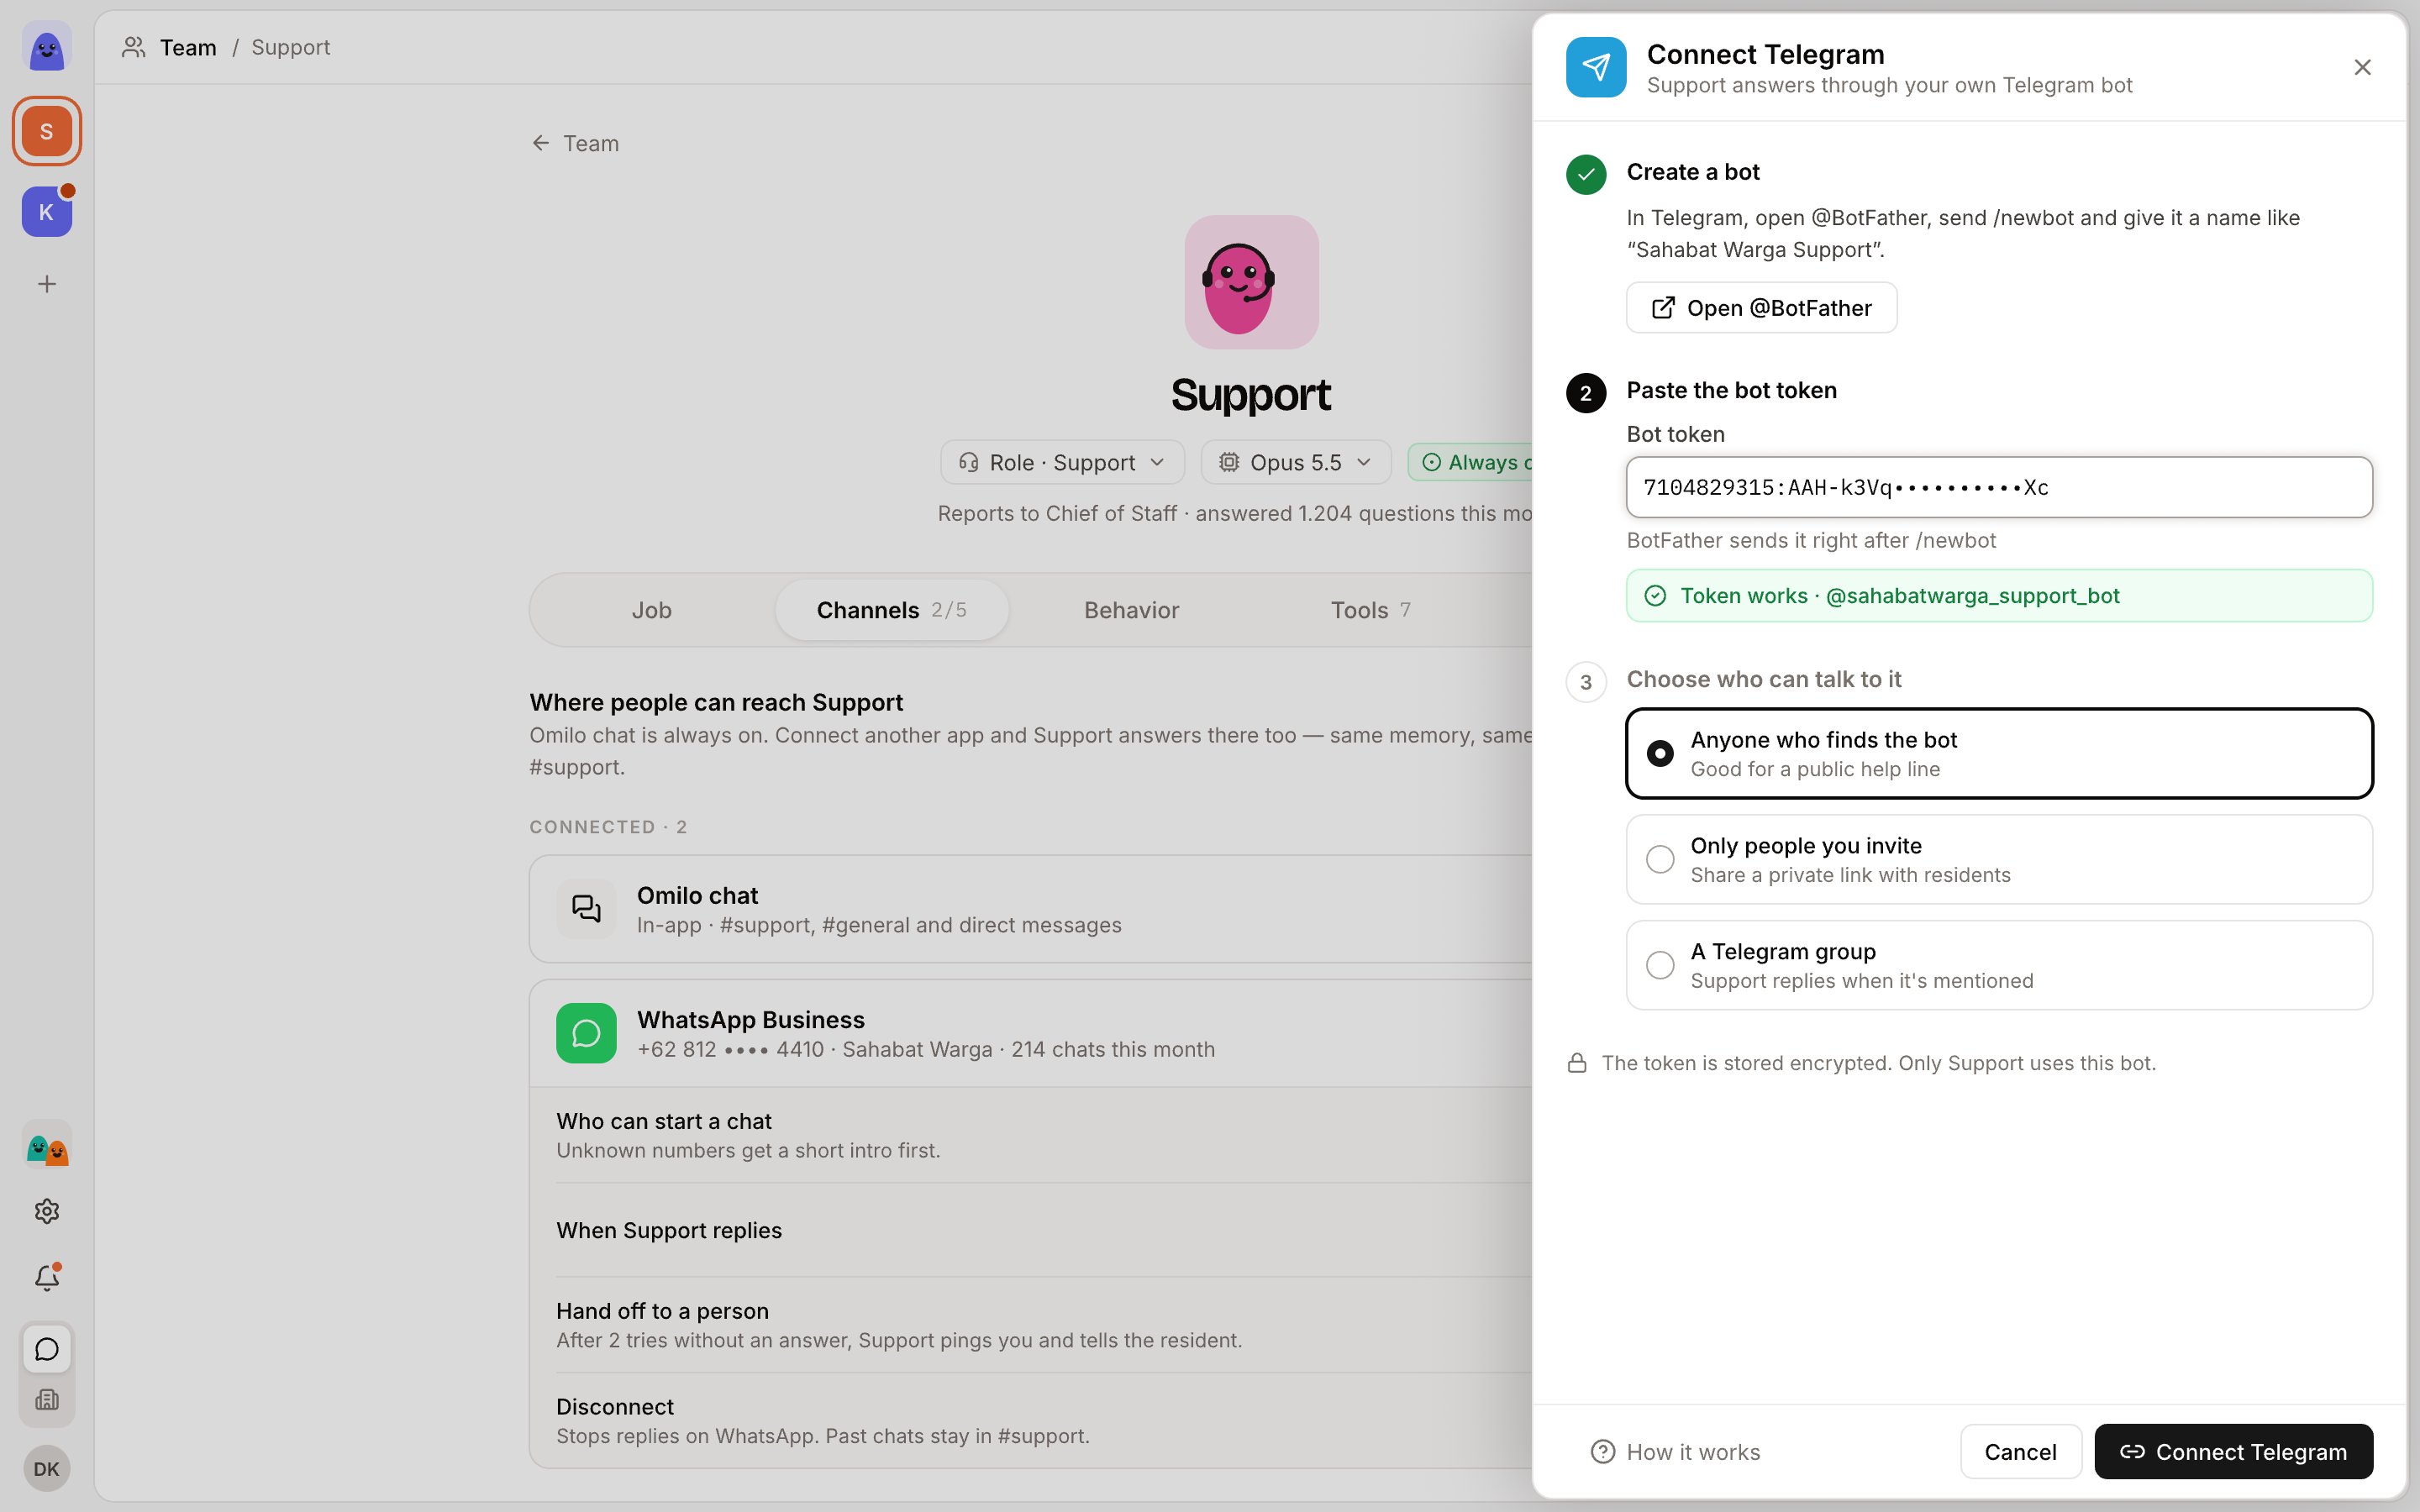 Team / Support
S
K
DK
← Team
Support
Role · Support
Opus 5.5
Always
Reports to Chief of Staff · answered 1.204 questions this
Job
Channels 2/5
Behavior
Tools 7
Where people can reach Support
Omilo chat is always on. Connect another app and Support answers there too — same memory, same
#support.
CONNECTED · 2
Omilo chat
In-app · #support, #general and direct messages
WhatsApp Business
+62 812 •••• 4410 · Sahabat Warga · 214 chats this month
Who can start a chat
Unknown numbers get a short intro first.
When Support replies
Hand off to a person
After 2 tries without an answer, Support pings you and tells the resident.
Disconnect
Stops replies on WhatsApp. Past chats stay in #support.
Connect Telegram
Support answers through your own Telegram bot
Create a bot
In Telegram, open @BotFather, send /newbot and give it a name like
“Sahabat Warga Support”.
Open @BotFather
2
Paste the bot token
Bot token
7104829315:AAH-k3Vq••••••••••Xc
BotFather sends it right after /newbot
Token works · @sahabatwarga_support_bot
3
Choose who can talk to it
Anyone who finds the bot
Good for a public help line
Only people you invite
Share a private link with residents
A Telegram group
Support replies when it's mentioned
The token is stored encrypted. Only Support uses this bot.
How it works
Cancel
Connect Telegram